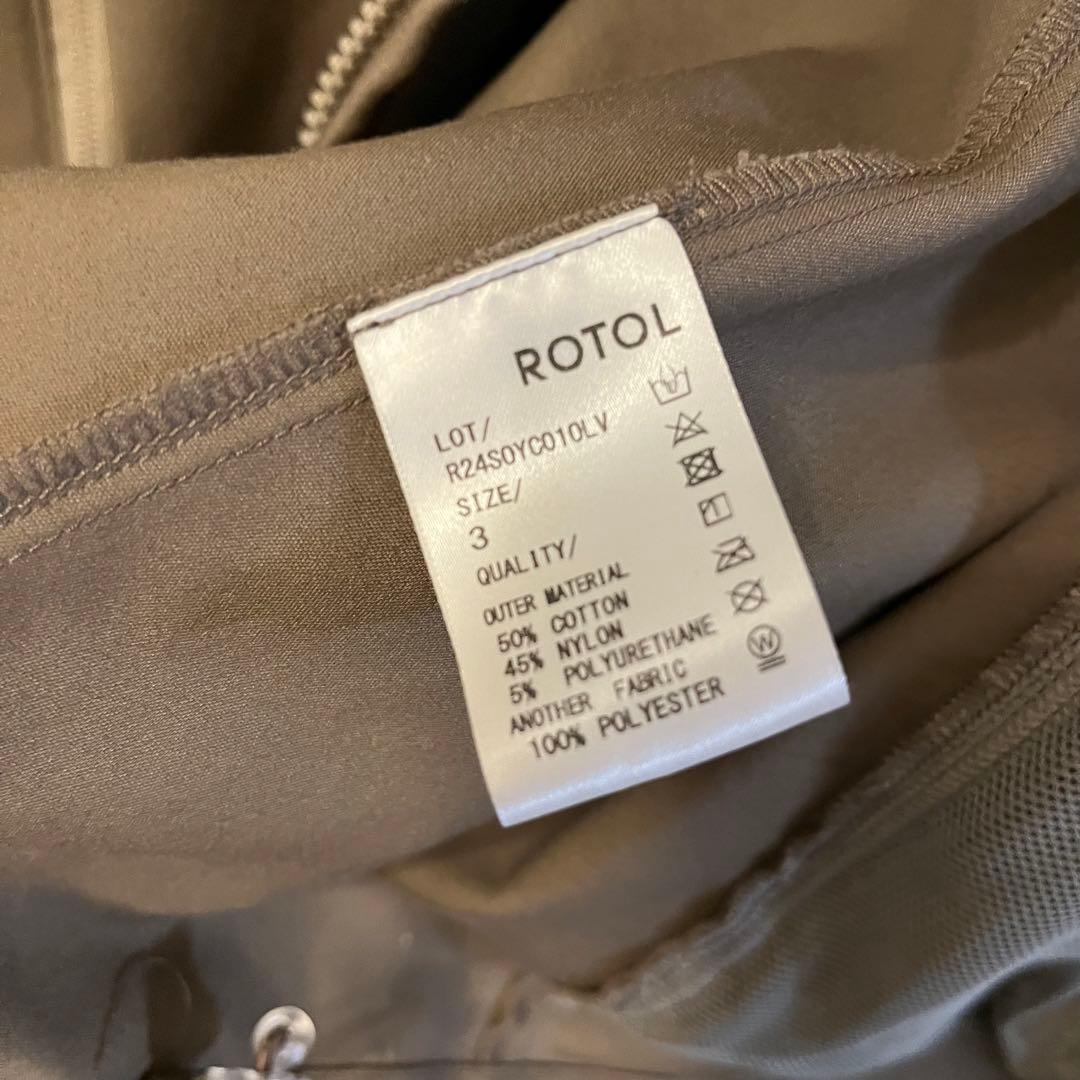 ROTOL
LOT/
R24S0YC010LV
SIZE/
3
QUALITY/
OUTER MATERIAL
50% COTTON
45% NYLON
5% POLYURETHANE
ANOTHER FABRIC
100% POLYESTER
W